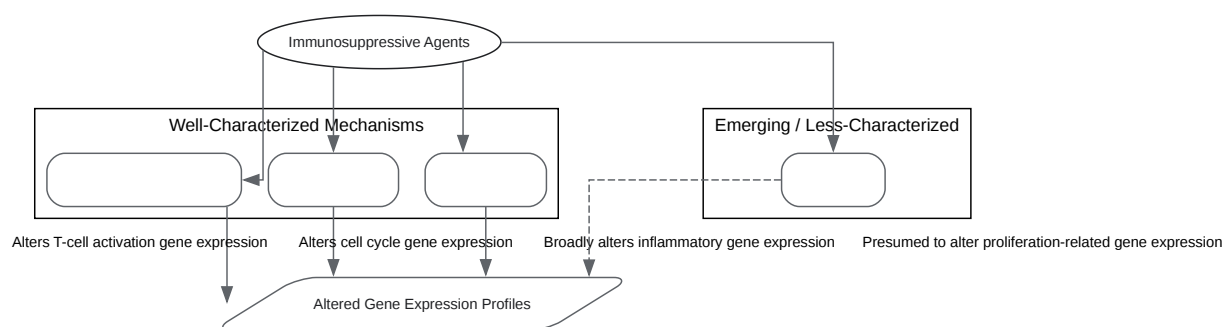 Immunosuppressive Agents
Well-Characterized Mechanisms
Emerging / Less-Characterized
Alters T-cell activation gene expression
Alters cell cycle gene expression
Broadly alters inflammatory gene expression
Presumed to alter proliferation-related gene expression
Altered Gene Expression Profiles